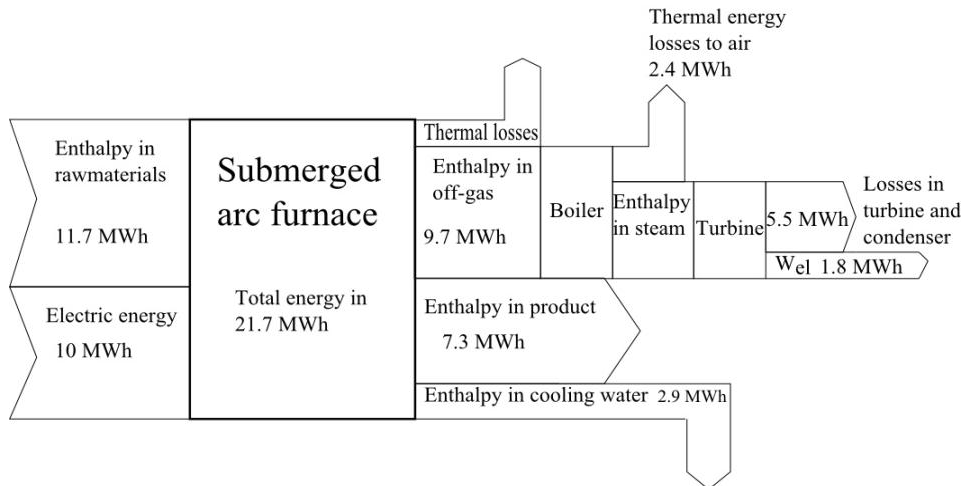 Thermal energy
losses to air
2.4 MWh
Thermal losses
Enthalpy in
rawmaterials
11.7 MWh
Submerged
arc furnace
Enthalpy in
off-gas
9.7 MWh
Boiler
Enthalpy
in steam
Turbine
5.5 MWh
Losses in
turbine and
condenser
Wel 1.8 MWh
Electric energy
10 MWh
Total energy in
21.7 MWh
Enthalpy in product
7.3 MWh
Enthalpy in cooling water 2.9 MWh